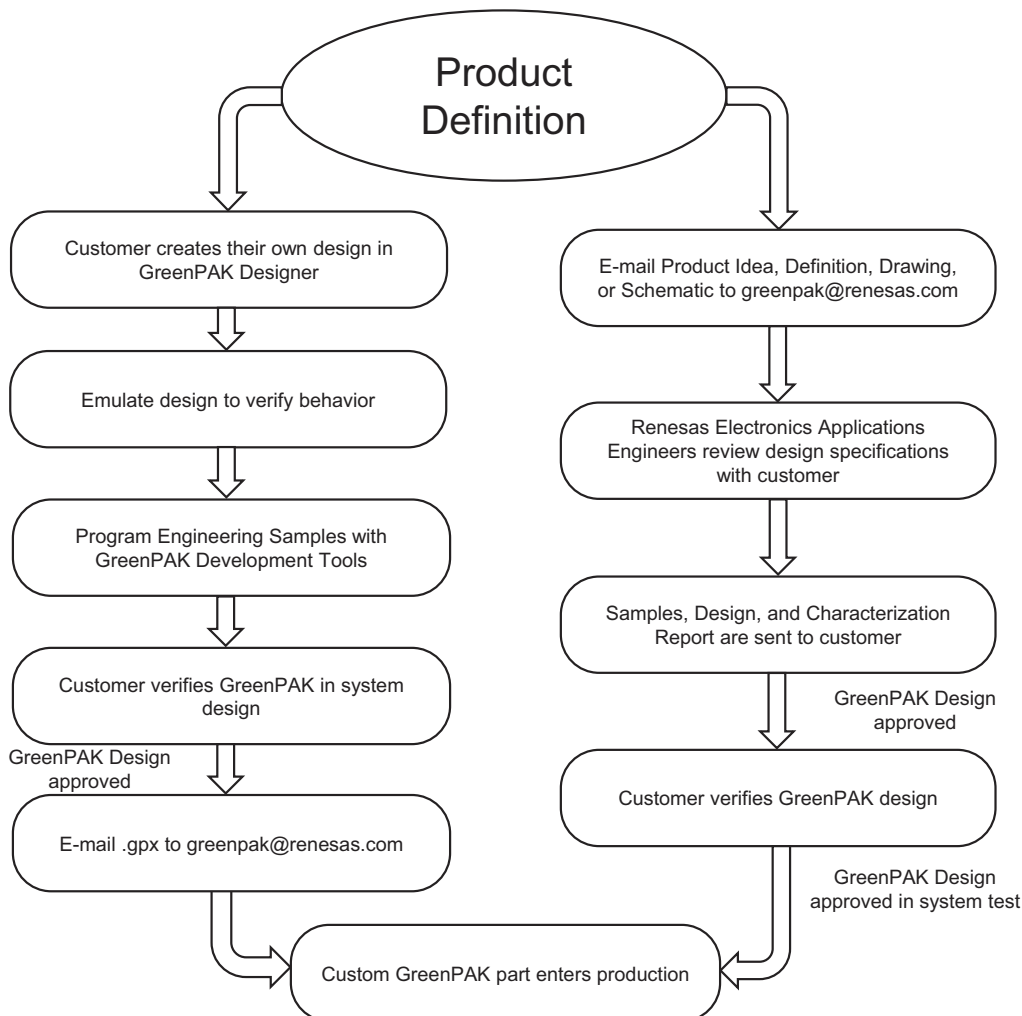 Product
Definition
Customer creates their own design in
GreenPAK Designer
Emulate design to verify behavior
Program Engineering Samples with
GreenPAK Development Tools
Customer verifies GreenPAK in system
design
GreenPAK Design
approved
E-mail .gpx to greenpak@renesas.com
E-mail Product Idea, Definition, Drawing,
or Schematic to greenpak@renesas.com
Renesas Electronics Applications
Engineers review design specifications
with customer
Samples, Design, and Characterization
Report are sent to customer
GreenPAK Design
approved
Customer verifies GreenPAK design
GreenPAK Design
approved in system test
Custom GreenPAK part enters production